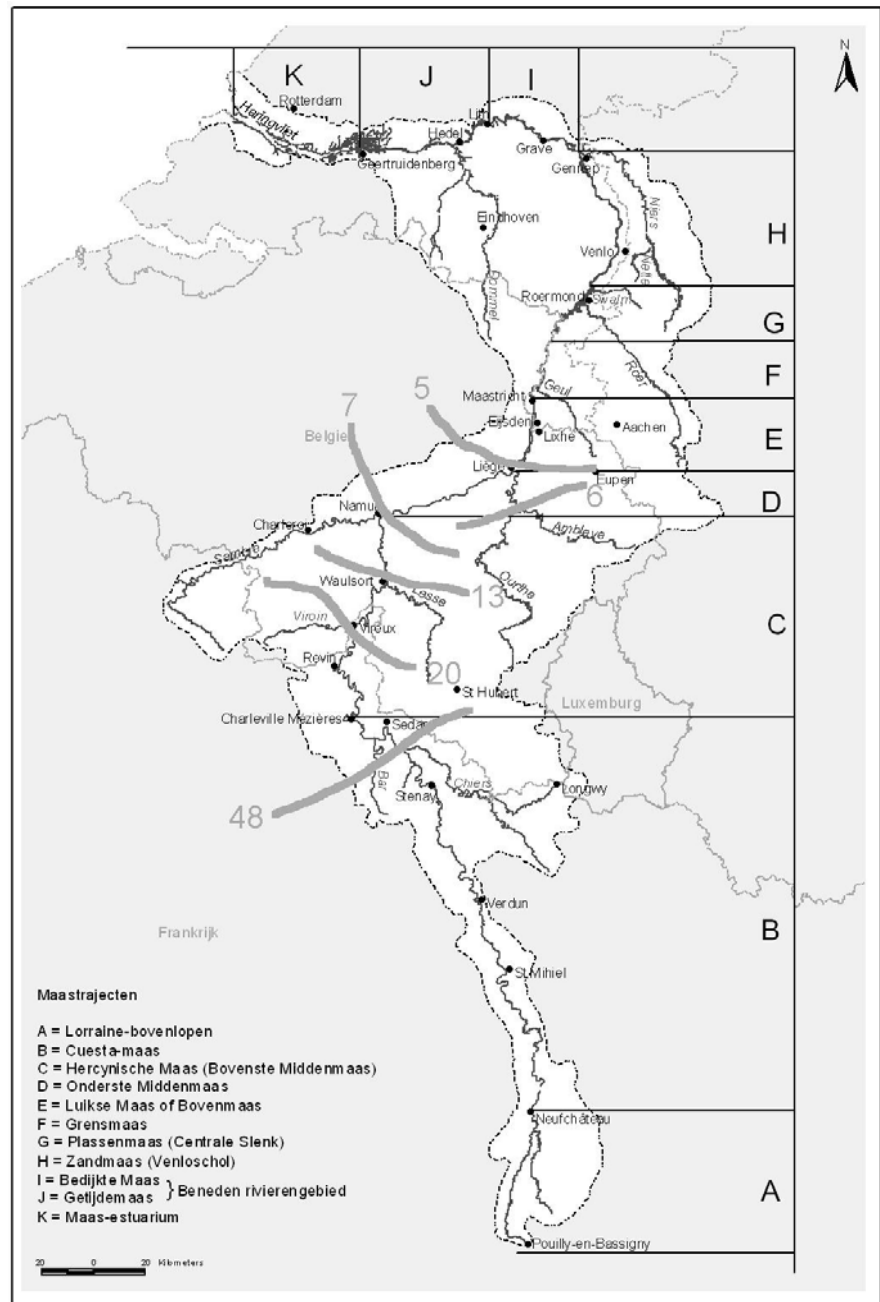 N
K
J
I
Rotterdam
Haringvliet
Lith
Hedel
Grave
Geertruidenberg
Gennep
Niers
Eindhoven
H
Venlo
Nette
Dommel
Roermond
Swalm
G
Roer
F
7
5
Geul
Maastricht
België
Eijsden
Aachen
Lixhe
E
Liège
Eupen
6
D
Namu
Charleroi
Amblave
Sambre
Ourthe
Waulsort
Lesse
13
C
Viroin
Vireux
Revin
20
St Hubert
Luxemburg
Charleville Mézières
Sedan
Bar
Chiers
Longwy
Stenay
48
Verdun
B
Frankrijk
St.Mihiel
Maastrajecten
A = Lorraine-bovenlopen
B = Cuesta-maas
C = Hercynische Maas (Bovenste Middenmaas)
D = Onderste Middenmaas
E = Luikse Maas of Bovenmaas
F = Grensmaas
G = Plassenmaas (Centrale Slenk)
H = Zandmaas (Venloschol)
I = Bedijkte Maas
J = Getijdemaas } Beneden rivierengebied
K = Maas-estuarium
Neufchâteau
A
Pouilly-en-Bassigny
20 0 20 Kilometers